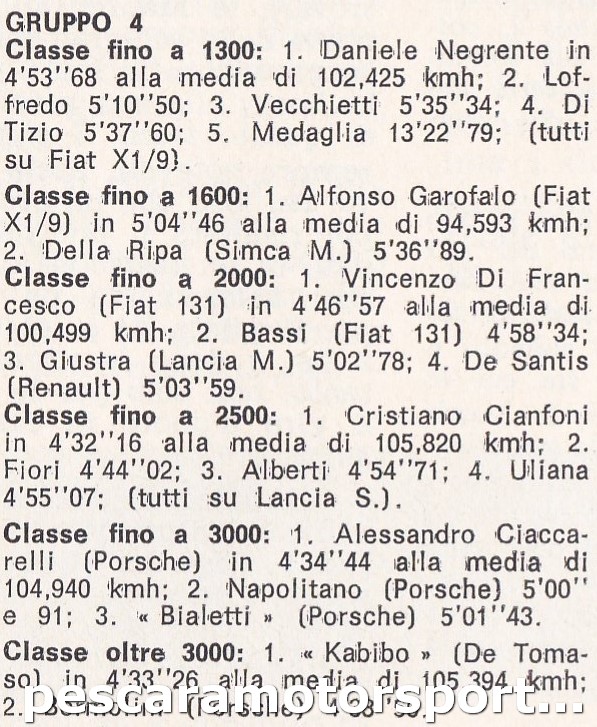 GRUPPO 4
Classe fino a 1300: 1. Daniele Negrente in
4'53''68 alla media di 102,425 kmh; 2. Lof-
fredo 5'10''50; 3. Vecchietti 5'35''34; 4. Di
Tizio 5'37''60; 5. Medaglia 13'22''79; (tutti
su Fiat X1/9).
Classe fino a 1600: 1. Alfonso Garofalo (Fiat
X1/9) in 5'04''46 alla media di 94,593 kmh;
2. Della Ripa (Simca M.) 5'36''89.
Classe fino a 2000: 1. Vincenzo Di Fran-
cesco (Fiat 131) in 4'46''57 alla media di
100,499 kmh; 2. Bassi (Fiat 131) 4'58''34;
3. Giustra (Lancia M.) 5'02''78; 4. De Santis
(Renault) 5'03''59.
Classe fino a 2500: 1. Cristiano Cianfoni
in 4'32''16 alla media di 105,820 kmh; 2.
Fiori 4'44''02; 3. Alberti 4'54''71; 4. Uliana
4'55''07; (tutti su Lancia S.).
Classe fino a 3000: 1. Alessandro Ciacca-
relli (Porsche) in 4'34''44 alla media di
104,940 kmh; 2. Napolitano (Porsche) 5'00''
e 91; 3. « Bialetti » (Porsche) 5'01''43.
Classe oltre 3000: 1. « Kabibo » (De Toma-
so) in 4'33''26 alla media di 105,394 kmh;
2. (Porsche)
pescaramotorsport...